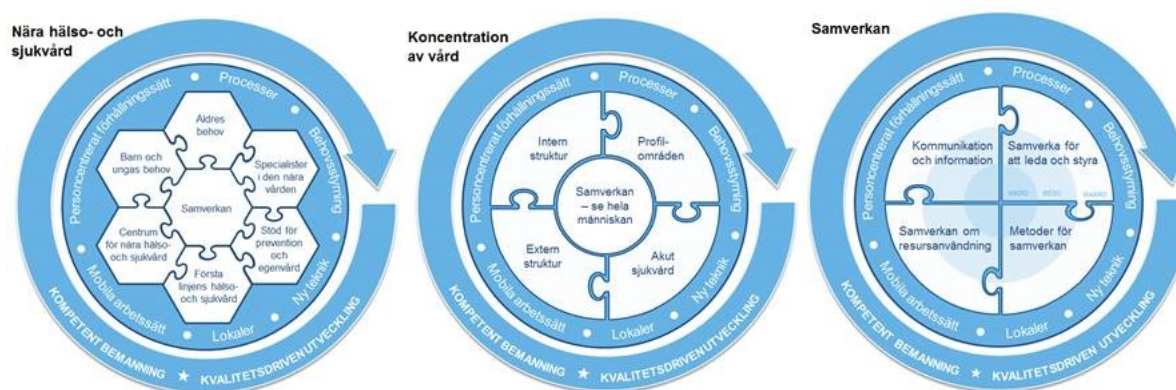 Nära hälso- och
sjukvård
Personcentrerat förhållningssätt
Processer
Behovsstyrning
Ny teknik
Lokaler
Mobila arbetssätt
Äldres
behov
Barn och
ungas behov
Specialister
i den nära
vården
Samverkan
Centrum
för nära hälso-
och sjukvård
Stöd för
prevention
och
egenvård
Första
linjens hälso-
och sjukvård
KOMPETENT BEMANNING ★ KVALITETSDRIVEN UTVECKLING
Koncentration
av vård
Personcentrerat förhållningssätt
Processer
Behovsstyrning
Ny teknik
Lokaler
Mobila arbetssätt
Intern
struktur
Profil-
områden
Samverkan
– se hela
människan
Extern
struktur
Akut
sjukvård
KOMPETENT BEMANNING ★ KVALITETSDRIVEN UTVECKLING
Samverkan
Personcentrerat förhållningssätt
Processer
Behovsstyrning
Ny teknik
Lokaler
Mobila arbetssätt
Kommunikation
och information
Samverka för
att leda och styra
Samverkan om
resursanvändning
Metoder för
samverkan
KOMPETENT BEMANNING ★ KVALITETSDRIVEN UTVECKLING